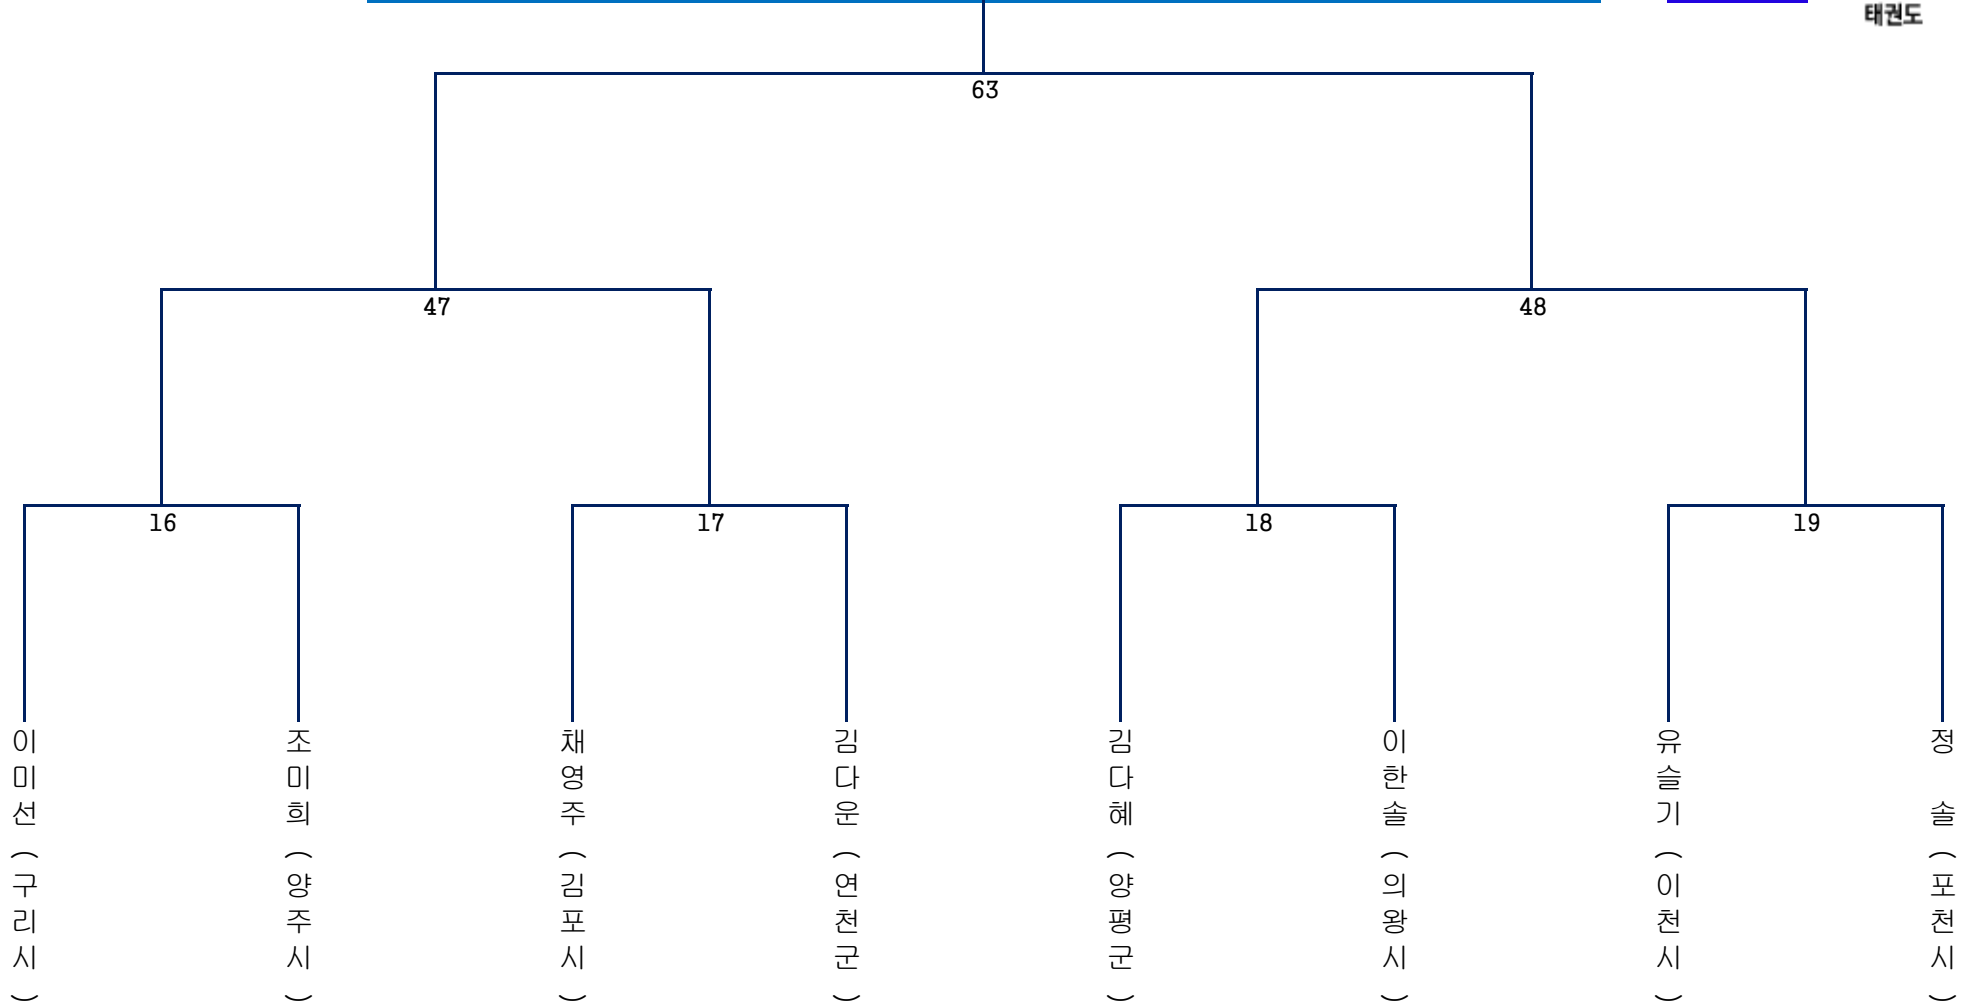 태권도
63
47
48
16
17
18
19
이미선(구리시)
조미희(양주시)
채영주(김포시)
김다운(연천군)
김다혜(양평군)
이한솔(의왕시)
유슬기(이천시)
정 솔(포천시)